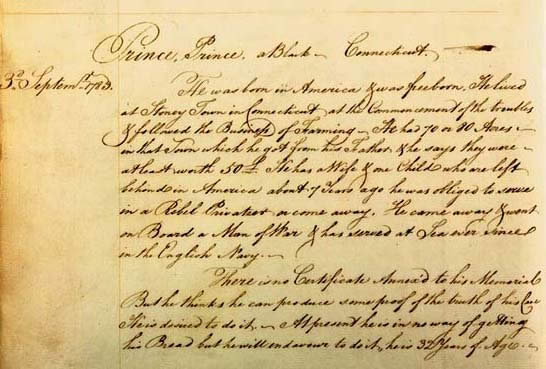 Prince, Prince, a Black — Connecticut.
3d. Septemr. 1783.
He was born in America & was free born. He lived
at Stoney Town in Connecticut at the Commencement of the troubles
& followed the Business of Farming — He had 70 or 80 Acres —
in that Town which he got from his Father, & he says they were —
at least worth 50£. He has a Wife & one Child who are left
behind in America about 7 Years ago he was obliged to serve
in a Rebel Privateer or come away. He came away & went
on Board a Man of War & has served at Sea ever Since
in the English Navy. —
There is no Certificate Annex'd to his Memorial
But he thinks he can produce some proof of the truth of his Case
He is desired to do it. — At present he is in no way of getting
his Bread but he will endeavour to do it, he is 32 Years of Age. —